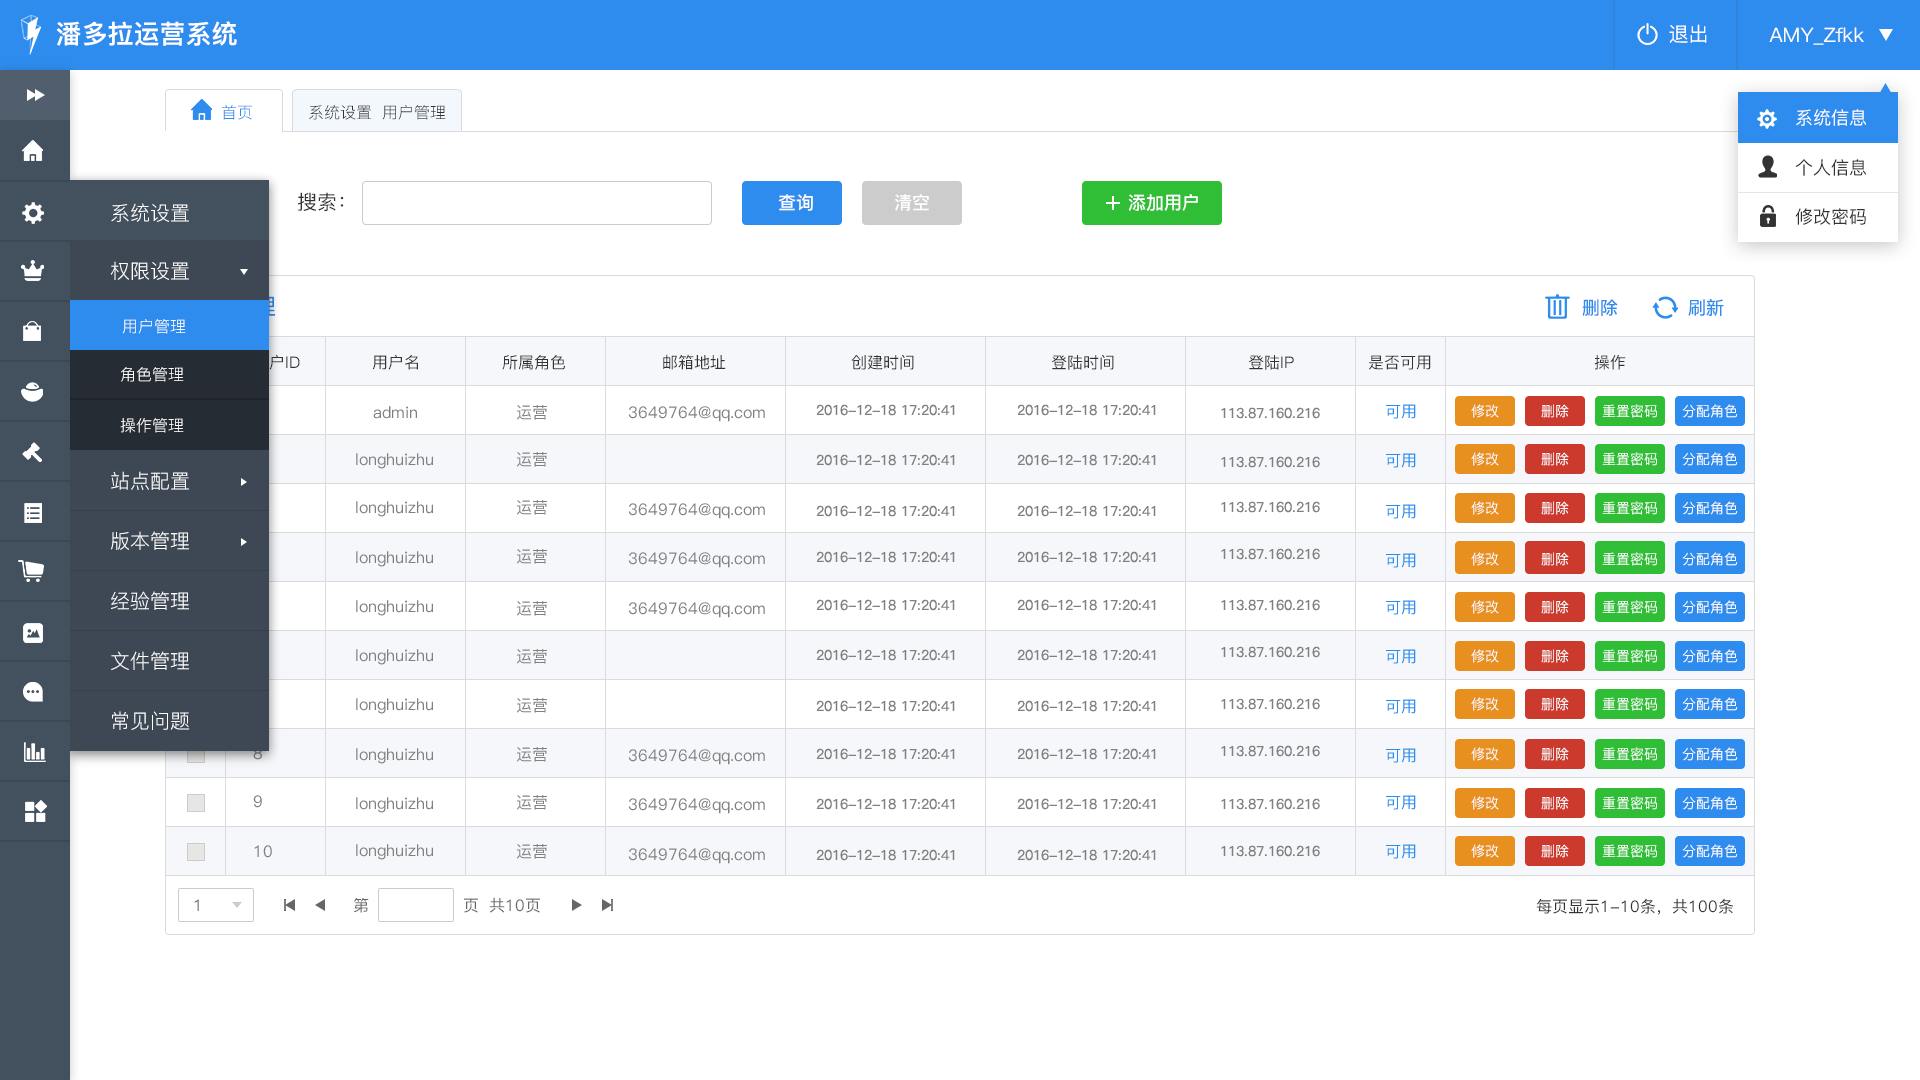 潘多拉运营系统
退出
AMY_Zfkk
首页
系统设置 用户管理
系统信息
个人信息
修改密码
搜索：
查询
清空
添加用户
系统设置
权限设置
用户管理
角色管理
操作管理
站点配置
版本管理
经验管理
文件管理
常见问题
理
删除
刷新
户ID 用户名 所属角色 邮箱地址 创建时间 登陆时间 登陆IP 是否可用 操作
admin 运营 3649764@qq.com 2016-12-18 17:20:41 2016-12-18 17:20:41 113.87.160.216 可用 修改 删除 重置密码 分配角色
longhuizhu 运营 2016-12-18 17:20:41 2016-12-18 17:20:41 113.87.160.216 可用 修改 删除 重置密码 分配角色
longhuizhu 运营 3649764@qq.com 2016-12-18 17:20:41 2016-12-18 17:20:41 113.87.160.216 可用 修改 删除 重置密码 分配角色
longhuizhu 运营 3649764@qq.com 2016-12-18 17:20:41 2016-12-18 17:20:41 113.87.160.216 可用 修改 删除 重置密码 分配角色
longhuizhu 运营 3649764@qq.com 2016-12-18 17:20:41 2016-12-18 17:20:41 113.87.160.216 可用 修改 删除 重置密码 分配角色
longhuizhu 运营 2016-12-18 17:20:41 2016-12-18 17:20:41 113.87.160.216 可用 修改 删除 重置密码 分配角色
longhuizhu 运营 2016-12-18 17:20:41 2016-12-18 17:20:41 113.87.160.216 可用 修改 删除 重置密码 分配角色
8 longhuizhu 运营 3649764@qq.com 2016-12-18 17:20:41 2016-12-18 17:20:41 113.87.160.216 可用 修改 删除 重置密码 分配角色
9 longhuizhu 运营 3649764@qq.com 2016-12-18 17:20:41 2016-12-18 17:20:41 113.87.160.216 可用 修改 删除 重置密码 分配角色
10 longhuizhu 运营 3649764@qq.com 2016-12-18 17:20:41 2016-12-18 17:20:41 113.87.160.216 可用 修改 删除 重置密码 分配角色
1 第 页 共10页 每页显示1-10条，共100条